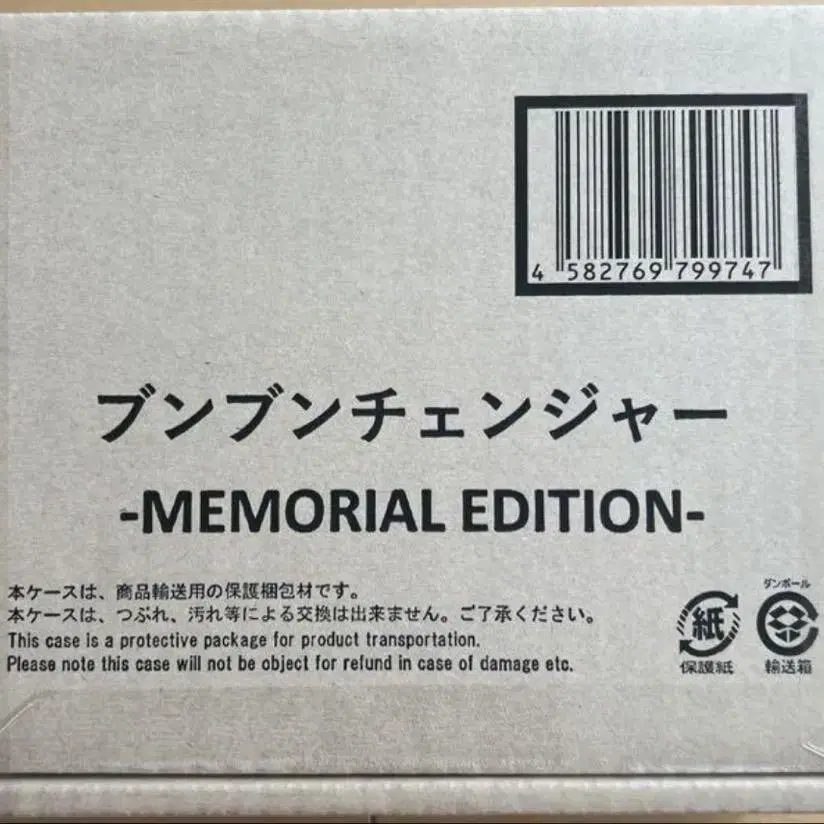 4 582769 799747
ブンブンチェンジャー
-MEMORIAL EDITION-
本ケースは、商品輸送用の保護梱包材です。
本ケースは、つぶれ、汚れ等による交換は出来ません。ご了承ください。
This case is a protective package for product transportation.
Please note this case will not be object for refund in case of damage etc.
紙
保護紙
ダンボール
輸送箱